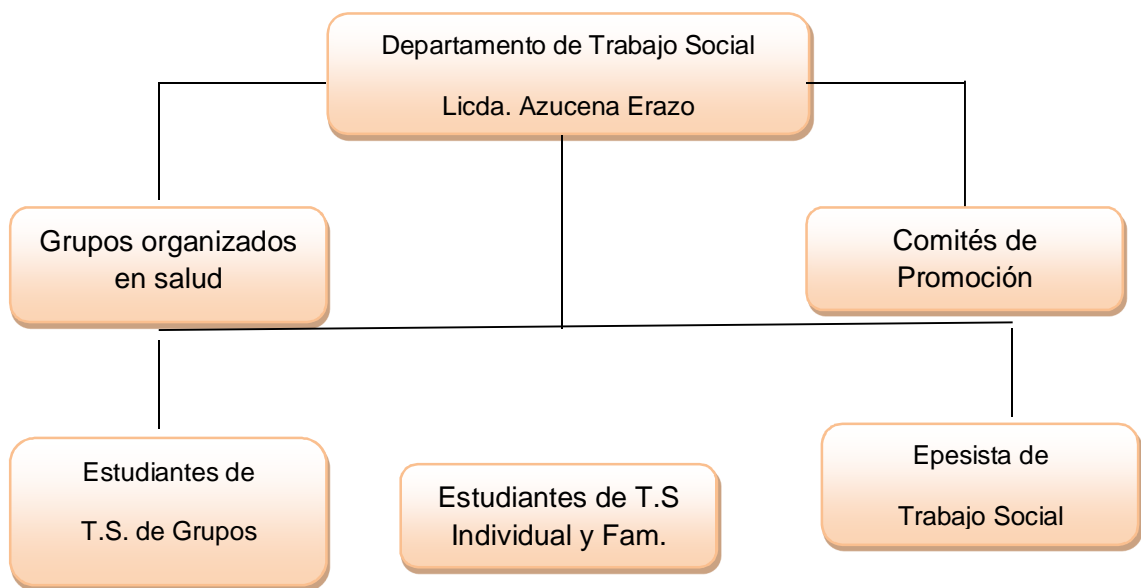 Departamento de Trabajo Social
Licda. Azucena Erazo
Grupos organizados
en salud
Comités de
Promoción
Estudiantes de
T.S. de Grupos
Estudiantes de T.S
Individual y Fam.
Epesista de
Trabajo Social